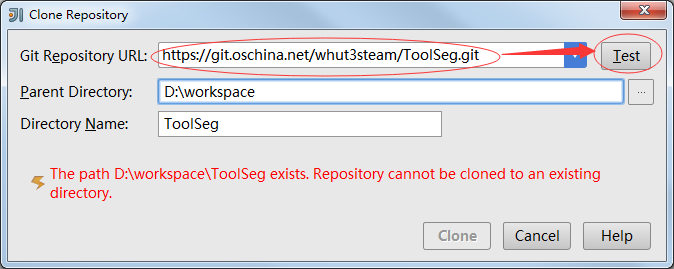 Clone Repository
Git Repository URL: https://git.oschina.net/whut3steam/ToolSeg.git Test
Parent Directory: D:\workspace ...
Directory Name: ToolSeg
The path D:\workspace\ToolSeg exists. Repository cannot be cloned to an existing
directory.
Clone Cancel Help